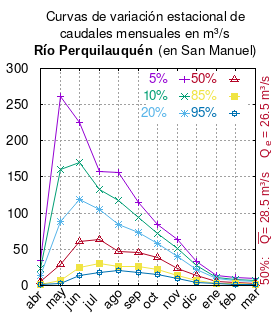 Curvas de variación estacional de
caudales mensuales en m³/s
Río Perquilauquén (en San Manuel)
5% 50%
10% 85%
20% 95%
300
250
200
150
100
50
0
abr may jun jul ago sep oct nov dic ene feb mar
50%: Q= 28.5 m³/s Q e = 26.5 m³/s